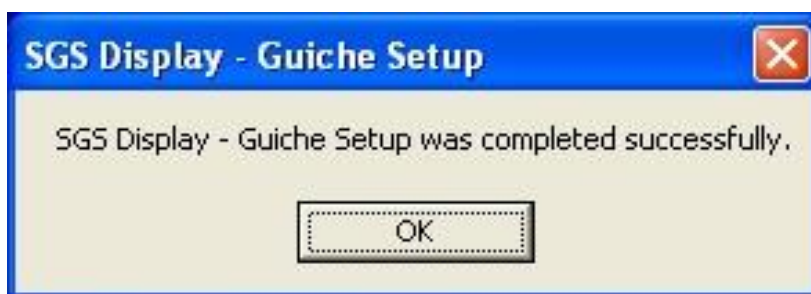 SGS Display - Guiche Setup
SGS Display - Guiche Setup was completed successfully.
OK